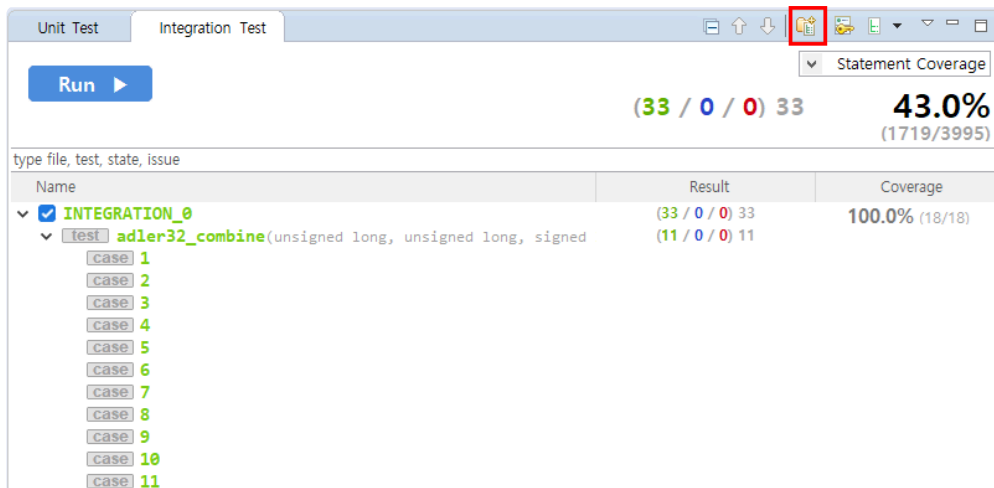 Unit Test Integration Test
Run
Statement Coverage
(33 / 0 / 0) 33 43.0%
(1719/3995)
type file, test, state, issue
Name Result Coverage
INTEGRATION_0 (33 / 0 / 0) 33 100.0% (18/18)
test adler32_combine(unsigned long, unsigned long, signed (11 / 0 / 0) 11
case 1
case 2
case 3
case 4
case 5
case 6
case 7
case 8
case 9
case 10
case 11